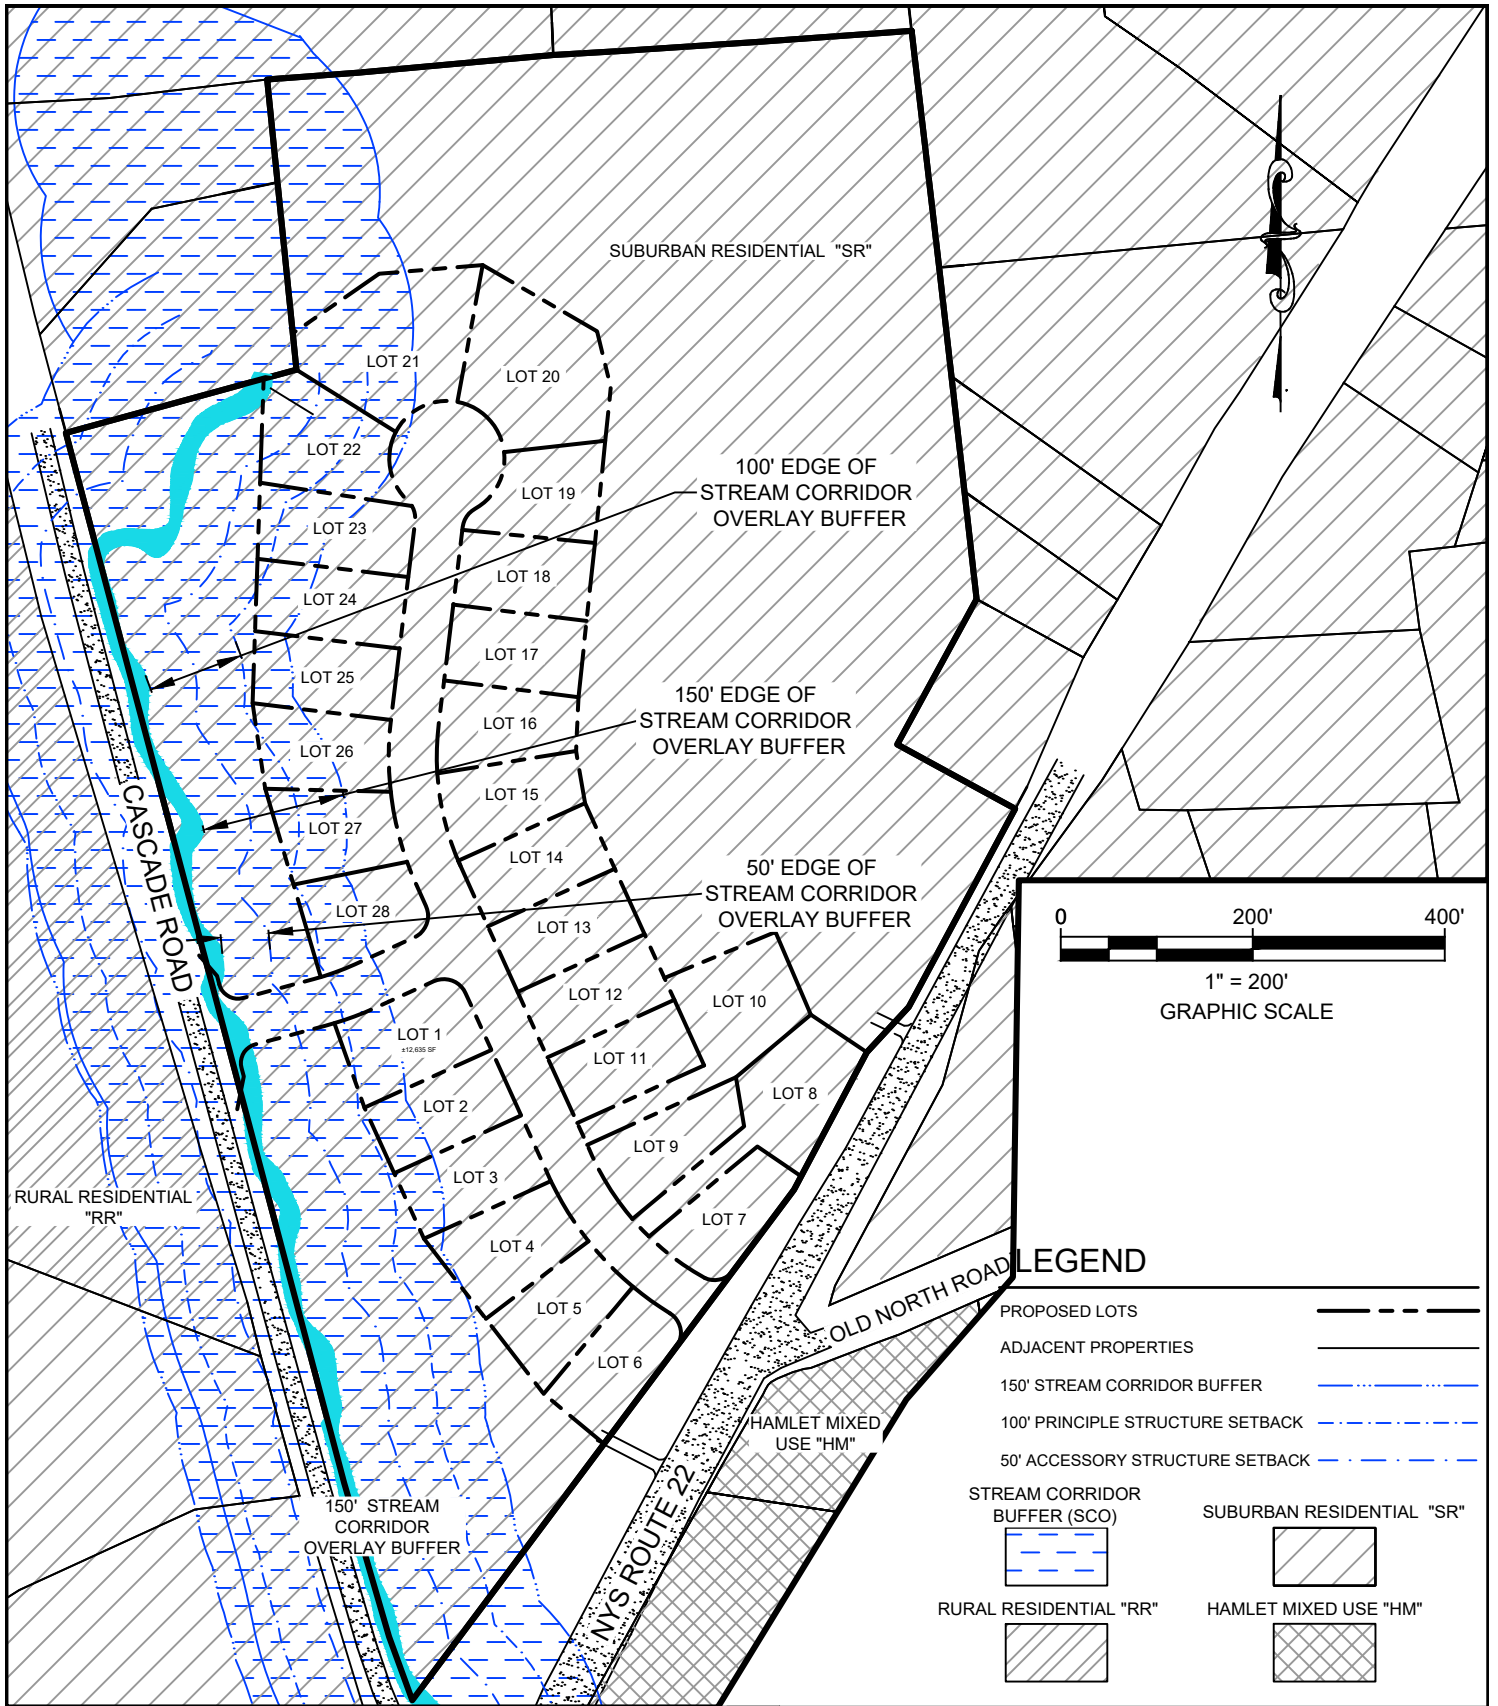 SUBURBAN RESIDENTIAL "SR"
LOT 21
LOT 20
LOT 22
LOT 19
LOT 23
100' EDGE OF
STREAM CORRIDOR
OVERLAY BUFFER
LOT 18
LOT 24
LOT 17
LOT 25
LOT 16
LOT 26
150' EDGE OF
STREAM CORRIDOR
OVERLAY BUFFER
LOT 15
LOT 27
LOT 14
LOT 28
50' EDGE OF
STREAM CORRIDOR
OVERLAY BUFFER
LOT 13
CASCADE ROAD
LOT 12
LOT 10
LOT 1
±12,635 SF
LOT 11
LOT 2
LOT 8
LOT 9
LOT 3
LOT 7
LOT 4
LOT 5
LOT 6
RURAL RESIDENTIAL
"RR"
150' STREAM
CORRIDOR
OVERLAY BUFFER
NYS ROUTE 22
OLD NORTH ROAD
HAMLET MIXED
USE "HM"
0 200' 400'
1" = 200'
GRAPHIC SCALE
LEGEND
PROPOSED LOTS
ADJACENT PROPERTIES
150' STREAM CORRIDOR BUFFER
100' PRINCIPLE STRUCTURE SETBACK
50' ACCESSORY STRUCTURE SETBACK
STREAM CORRIDOR
BUFFER (SCO)
SUBURBAN RESIDENTIAL "SR"
RURAL RESIDENTIAL "RR"
HAMLET MIXED USE "HM"